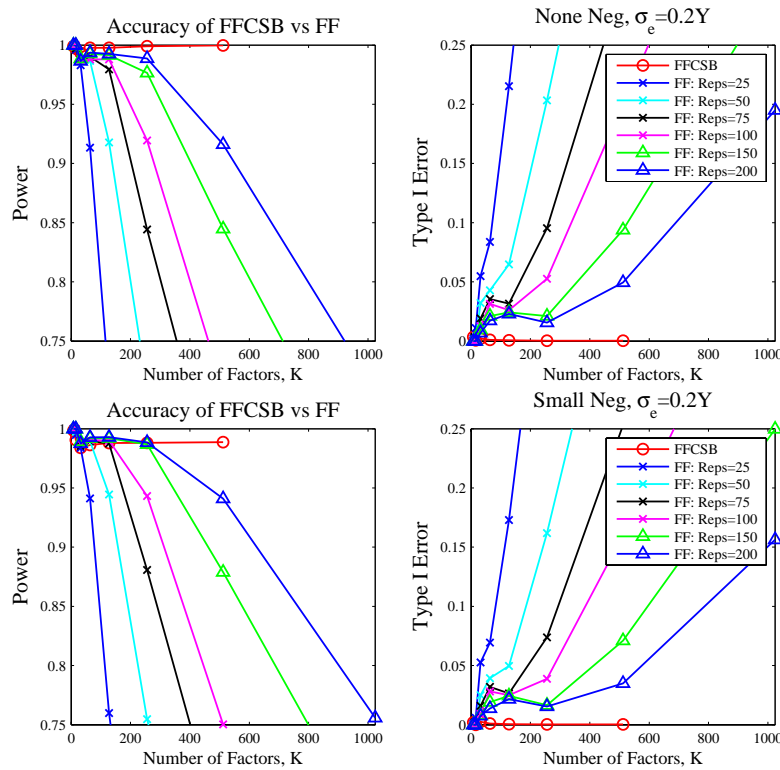 Accuracy of FFCSB vs FF
1
0.95
0.9
0.85
0.8
0.75
Power
0 200 400 600 800 1000
Number of Factors, K
None Neg, σe=0.2Y
0.25
0.2
0.15
0.1
0.05
0
Type I Error
FFCSB
FF: Reps=25
FF: Reps=50
FF: Reps=75
FF: Reps=100
FF: Reps=150
FF: Reps=200
0 200 400 600 800 1000
Number of Factors, K
Accuracy of FFCSB vs FF
1
0.95
0.9
0.85
0.8
0.75
Power
0 200 400 600 800 1000
Number of Factors, K
Small Neg, σe=0.2Y
0.25
0.2
0.15
0.1
0.05
0
Type I Error
FFCSB
FF: Reps=25
FF: Reps=50
FF: Reps=75
FF: Reps=100
FF: Reps=150
FF: Reps=200
0 200 400 600 800 1000
Number of Factors, K